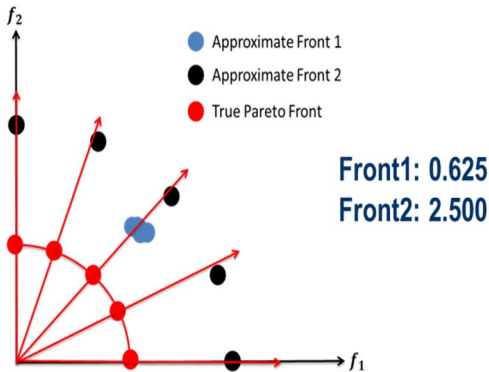 f₂
Approximate Front 1
Approximate Front 2
True Pareto Front
Front1: 0.625
Front2: 2.500
f₁